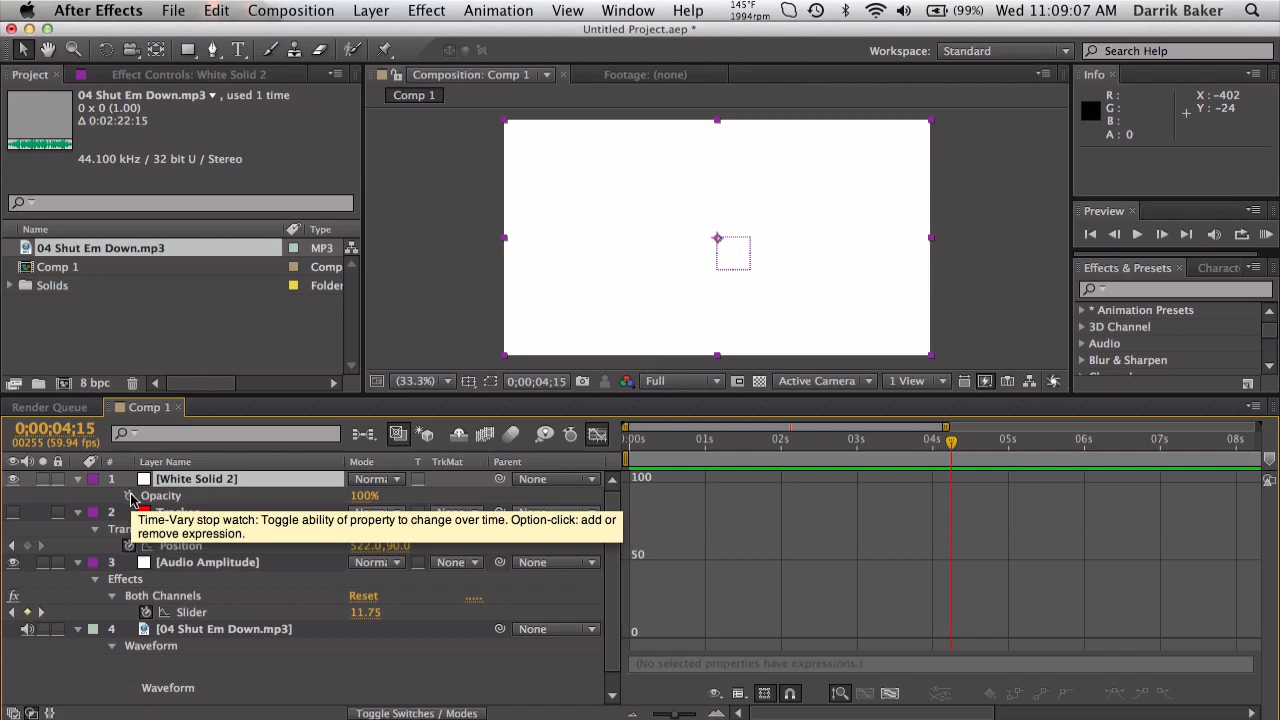 After Effects File Edit Composition Layer Effect Animation View Window Help 145°F 1994rpm (99%) Wed 11:09:07 AM Darrik Baker
Untitled Project.aep *
Workspace: Standard Search Help
Project Effect Controls: White Solid 2 Composition: Comp 1 Footage: (none) Info
04 Shut Em Down.mp3 , used 1 time
0 x 0 (1.00)
Δ 0:02:22:15
44.100 kHz / 32 bit U / Stereo
Comp 1
R : X : -402
G : Y : -24
B :
A : 0
Preview
Name Type
04 Shut Em Down.mp3 MP3
Comp 1 Comp
Solids Folder
Effects & Presets Charact
* Animation Presets
3D Channel
Audio
Blur & Sharpen
8 bpc
(33.3%) 0;00;04;15 Full Active Camera 1 View
Render Queue Comp 1
0;00;04;15
00255 (59.94 fps)
:00s 01s 02s 03s 04s 05s 06s 07s 08s
# Layer Name Mode T TrkMat Parent
1 [White Solid 2] Norma None
Opacity 100%
2
Time-Vary stop watch: Toggle ability of property to change over time. Option-click: add or
remove expression.
Position 522.0,90.0
3 [Audio Amplitude] Norma None None
Effects
Both Channels Reset .....
fx
Slider 11.75
4 [04 Shut Em Down.mp3] None
Waveform
Waveform
100
50
0
(No selected properties have expressions.)
Toggle Switches / Modes